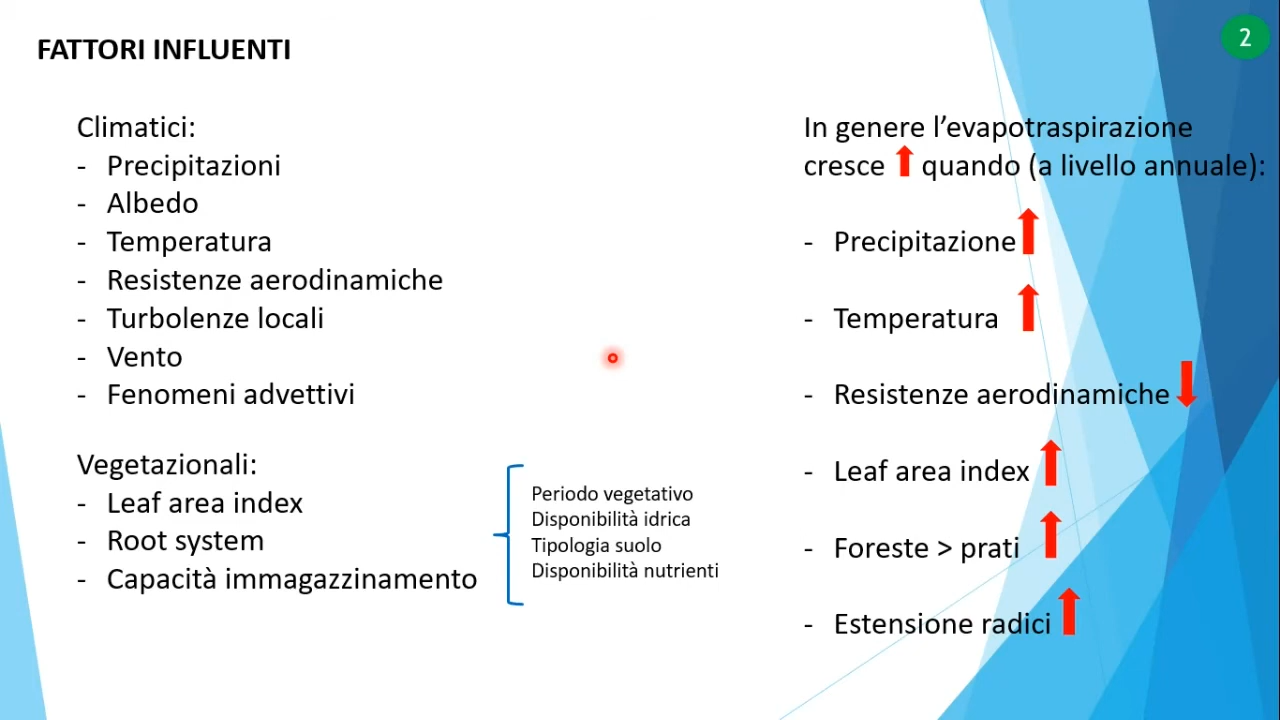 FATTORI INFLUENTI
2
Climatici:
- Precipitazioni
- Albedo
- Temperatura
- Resistenze aerodinamiche
- Turbolenze locali
- Vento
- Fenomeni advettivi
Vegetazionali:
- Leaf area index
- Root system
- Capacità immagazzinamento
Periodo vegetativo
Disponibilità idrica
Tipologia suolo
Disponibilità nutrienti
In genere l’evapotraspirazione
cresce quando (a livello annuale):
- Precipitazione
- Temperatura
- Resistenze aerodinamiche
- Leaf area index
- Foreste > prati
- Estensione radici